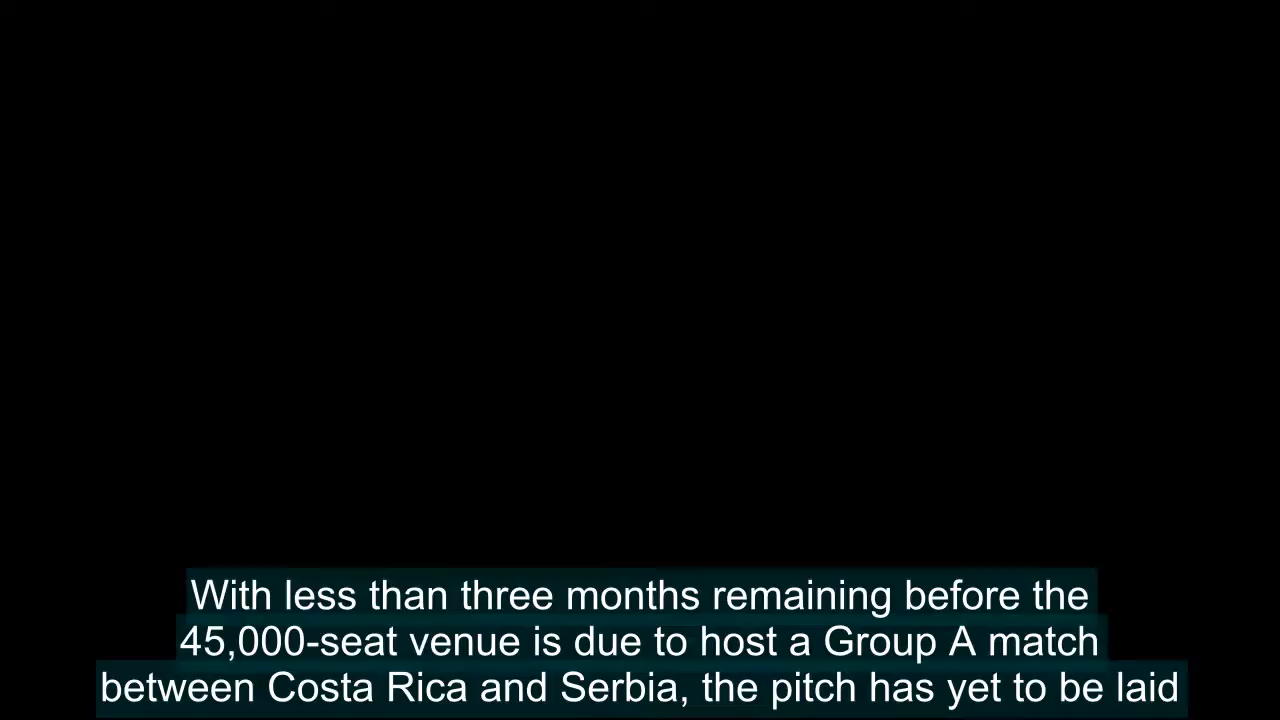 With less than three months remaining before the
45,000-seat venue is due to host a Group A match
between Costa Rica and Serbia, the pitch has yet to be laid